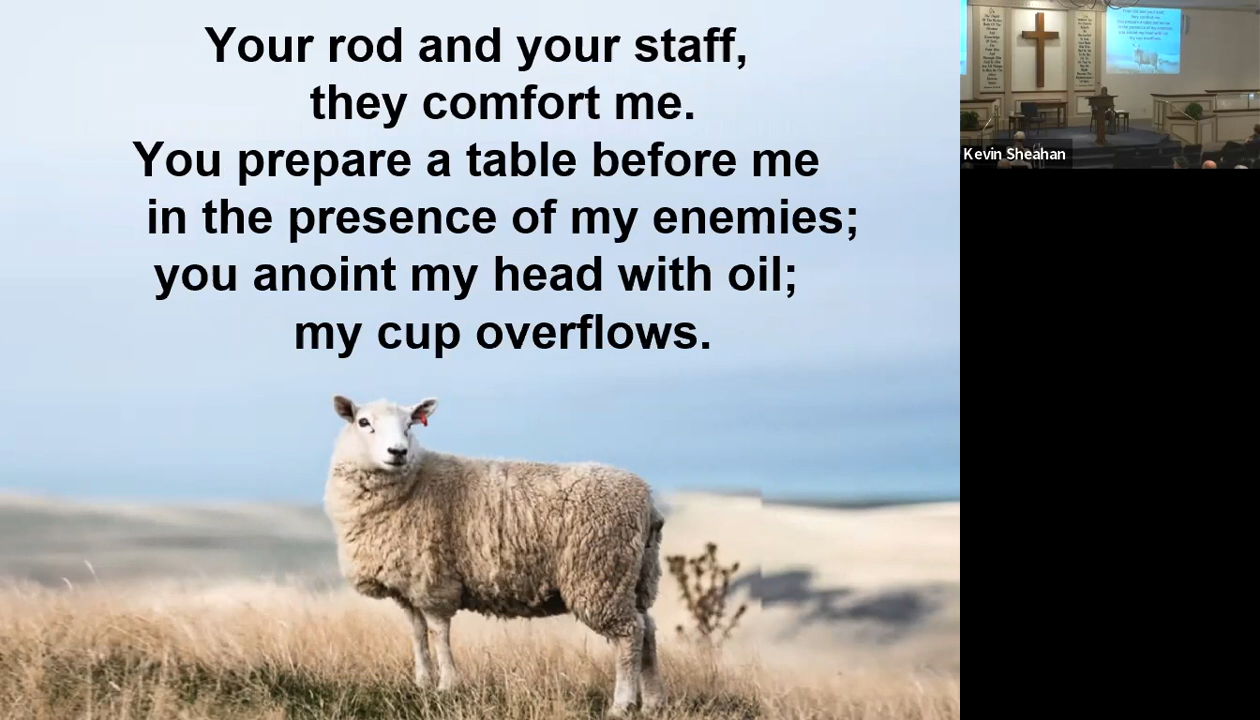 Your rod and your staff,
they comfort me.
You prepare a table before me
in the presence of my enemies;
you anoint my head with oil;
my cup overflows.
Kevin Sheahan